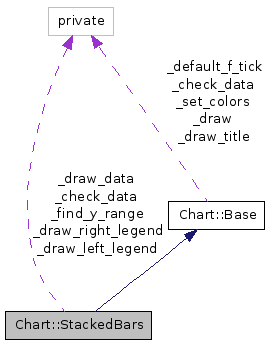 private
_default_f_tick
_check_data
_set_colors
_draw
_draw_title
_draw_data
_check_data
_find_y_range
_draw_right_legend
_draw_left_legend
Chart::Base
Chart::StackedBars